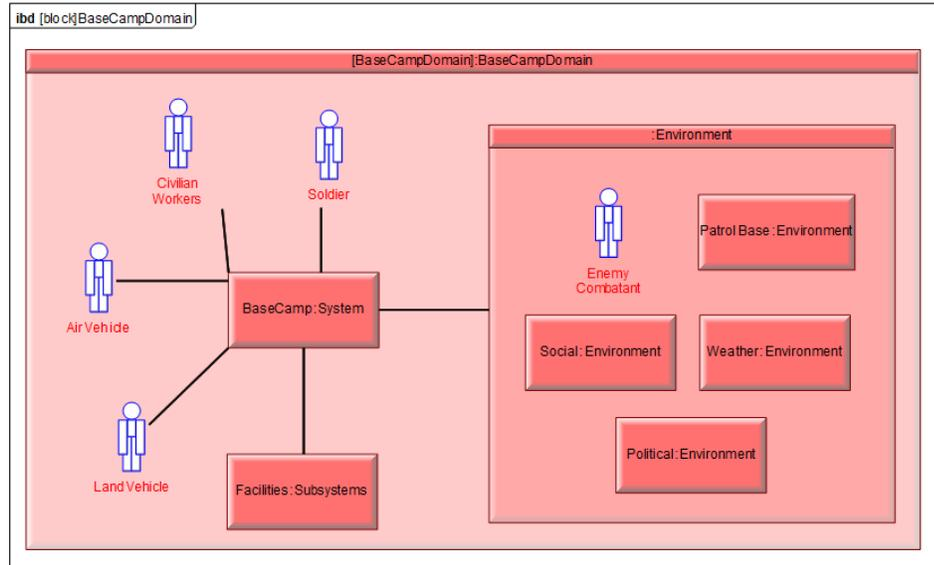 ibd [block]BaseCampDomain
[BaseCampDomain]:BaseCampDomain
Civilian
Workers
Soldier
Air Vehicle
BaseCamp:System
Land Vehicle
Facilities:Subsystems
:Environment
Enemy
Combatant
Patrol Base:Environment
Social:Environment
Weather:Environment
Political:Environment